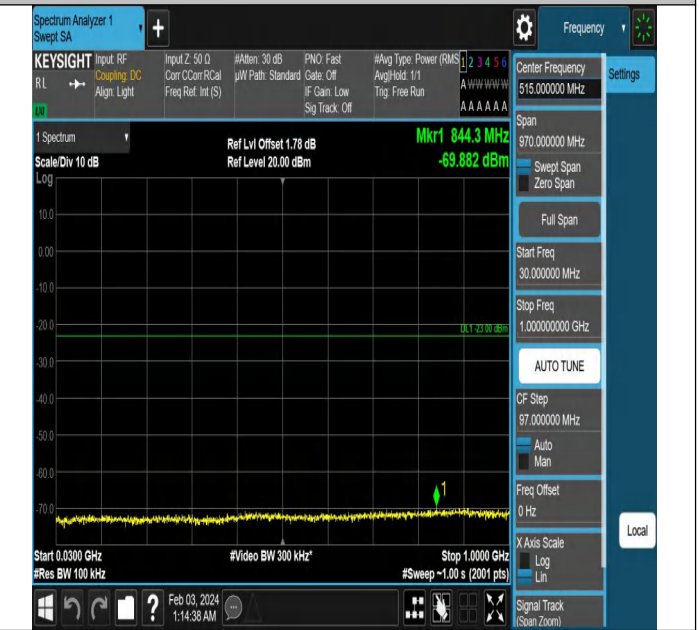 Spectrum Analyzer 1
Swept SA
+
Frequency
KEYSIGHT
RL
LXI
Input: RF
Coupling: DC
Align: Light
Input Z: 50 Ω
Corr CCorr RCal
Freq Ref: Int (S)
#Atten: 30 dB
µW Path: Standard
PNO: Fast
Gate: Off
IF Gain: Low
Sig Track: Off
#Avg Type: Power (RMS
Avg|Hold: 1/1
Trig: Free Run
1 2 3 4 5 6
A W W W W W
A A A A A A
1 Spectrum
Scale/Div 10 dB
Log
Ref Lvl Offset 1.78 dB
Ref Level 20.00 dBm
Mkr1 844.3 MHz
-69.882 dBm
10.0
0.00
-10.0
-20.0
-30.0
-40.0
-50.0
-60.0
-70.0
DL1 -23.00 dBm
1
Start 0.0300 GHz
#Res BW 100 kHz
#Video BW 300 kHz*
Stop 1.0000 GHz
#Sweep ~1.00 s (2001 pts)
Center Frequency
515.000000 MHz
Settings
Span
970.000000 MHz
Swept Span
Zero Span
Full Span
Start Freq
30.000000 MHz
Stop Freq
1.000000000 GHz
AUTO TUNE
CF Step
97.000000 MHz
Auto
Man
Freq Offset
0 Hz
Local
X Axis Scale
Log
Lin
Signal Track
(Span Zoom)
?
Feb 03, 2024
1:14:38 AM